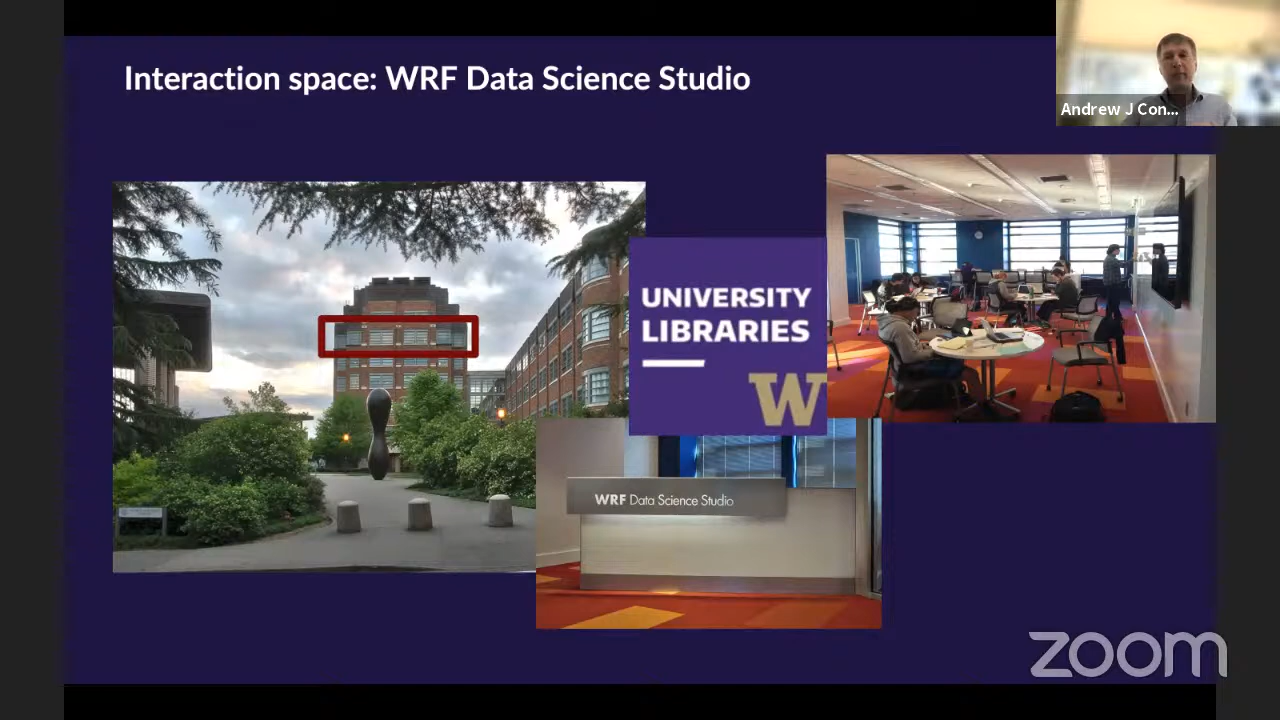 Interaction space: WRF Data Science Studio
Andrew J Con...
UNIVERSITY
LIBRARIES
W
WRF Data Science Studio
zoom